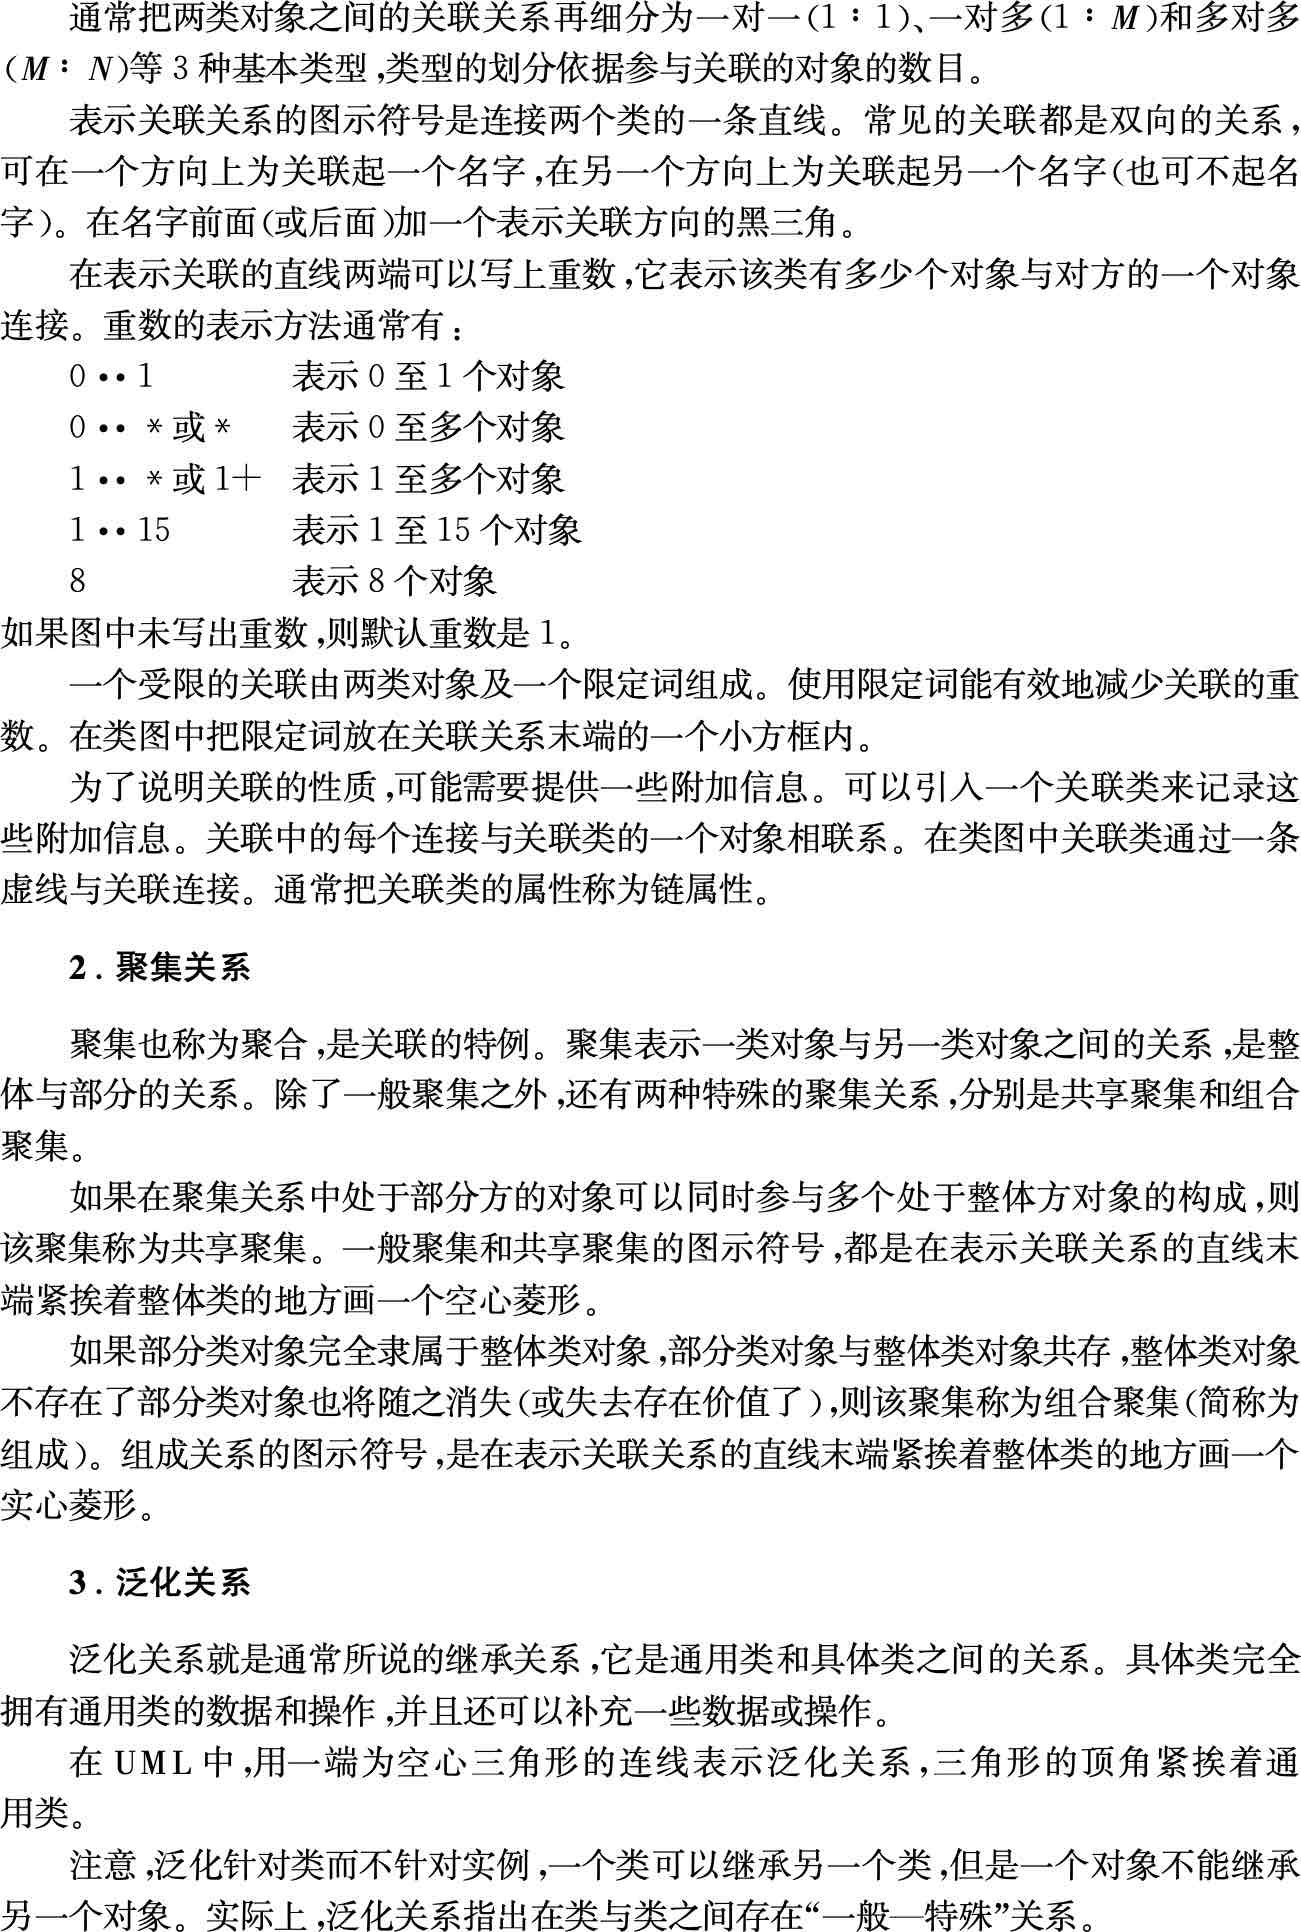 通常把两类对象之间的关联关系再细分为一对一(1∶1)、一对多(1∶M)和多对多
(M∶N)等3种基本类型,类型的划分依据参与关联的对象的数目。
表示关联关系的图示符号是连接两个类的一条直线。常见的关联都是双向的关系,
可在一个方向上为关联起一个名字,在另一个方向上为关联起另一个名字(也可不起名
字)。在名字前面(或后面)加一个表示关联方向的黑三角。
在表示关联的直线两端可以写上重数,它表示该类有多少个对象与对方的一个对象
连接。重数的表示方法通常有:
0··1 表示0至1个对象
0··*或* 表示0至多个对象
1··*或1+ 表示1至多个对象
1··15 表示1至15个对象
8 表示8个对象
如果图中未写出重数,则默认重数是1。
一个受限的关联由两类对象及一个限定词组成。使用限定词能有效地减少关联的重
数。在类图中把限定词放在关联关系末端的一个小方框内。
为了说明关联的性质,可能需要提供一些附加信息。可以引入一个关联类来记录这
些附加信息。关联中的每个连接与关联类的一个对象相联系。在类图中关联类通过一条
虚线与关联连接。通常把关联类的属性称为链属性。
2. 聚集关系
聚集也称为聚合,是关联的特例。聚集表示一类对象与另一类对象之间的关系,是整
体与部分的关系。除了一般聚集之外,还有两种特殊的聚集关系,分别是共享聚集和组合
聚集。
如果在聚集关系中处于部分方的对象可以同时参与多个处于整体方对象的构成,则
该聚集称为共享聚集。一般聚集和共享聚集的图示符号,都是在表示关联关系的直线末
端紧挨着整体类的地方画一个空心菱形。
如果部分类对象完全隶属于整体类对象,部分类对象与整体类对象共存,整体类对象
不存在了部分类对象也将随之消失(或失去存在价值了),则该聚集称为组合聚集(简称为
组成)。组成关系的图示符号,是在表示关联关系的直线末端紧挨着整体类的地方画一个
实心菱形。
3. 泛化关系
泛化关系就是通常所说的继承关系,它是通用类和具体类之间的关系。具体类完全
拥有通用类的数据和操作,并且还可以补充一些数据或操作。
在UML中,用一端为空心三角形的连线表示泛化关系,三角形的顶角紧挨着通
用类。
注意,泛化针对类而不针对实例,一个类可以继承另一个类,但是一个对象不能继承
另一个对象。实际上,泛化关系指出在类与类之间存在“一般—特殊”关系。